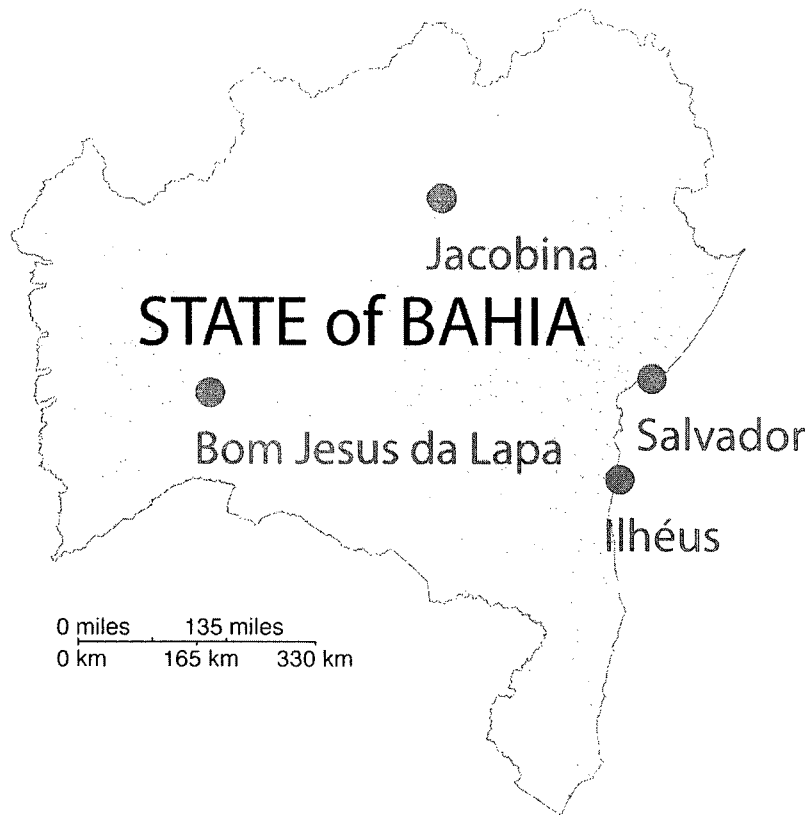 Jacobina
STATE of BAHIA
Bom Jesus da Lapa
Salvador
Ilhéus
0 miles 135 miles
0 km 165 km 330 km